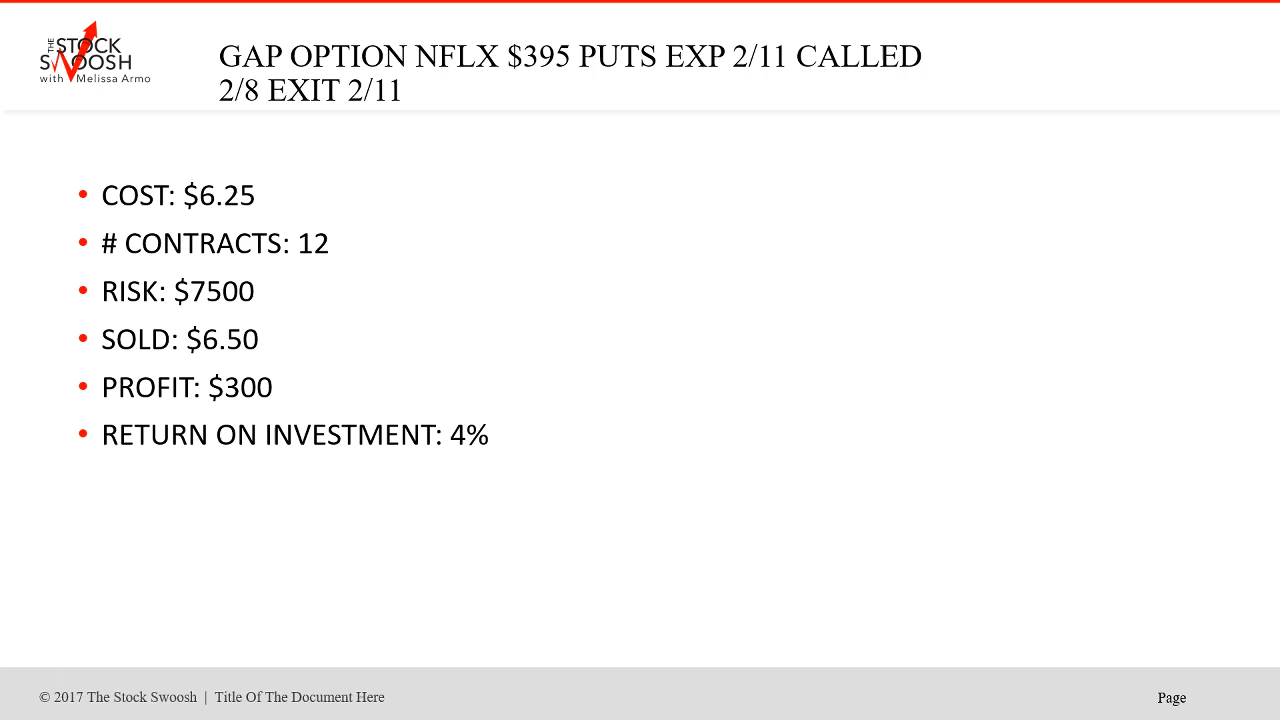 THE STOCK
SWOOSH
with Melissa Armo
GAP OPTION NFLX $395 PUTS EXP 2/11 CALLED
2/8 EXIT 2/11
• COST: $6.25
• # CONTRACTS: 12
• RISK: $7500
• SOLD: $6.50
• PROFIT: $300
• RETURN ON INVESTMENT: 4%
© 2017 The Stock Swoosh | Title Of The Document Here
Page